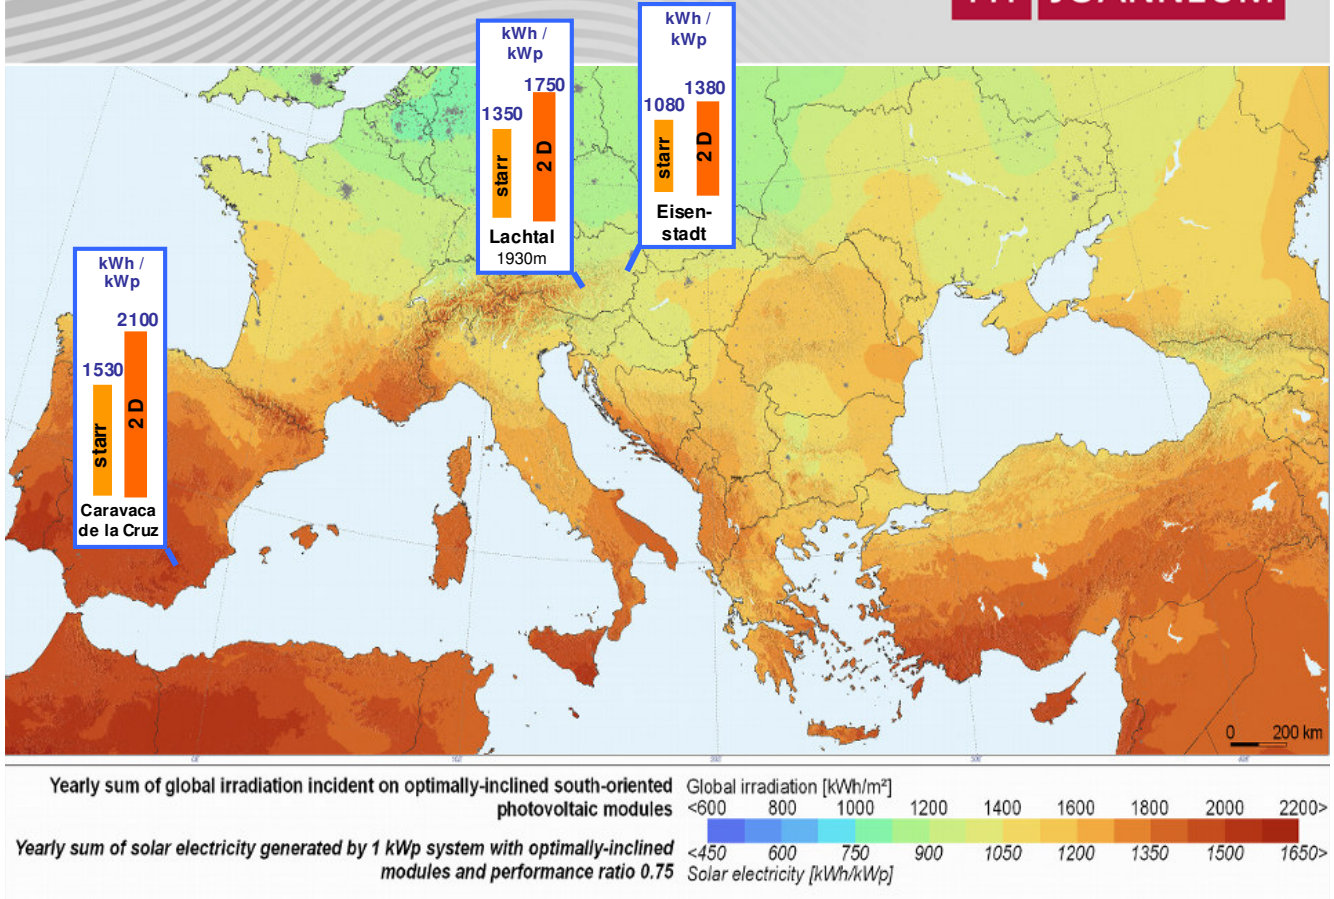 kWh /
kWp
1350
1750
starr
2 D
Lachtal
1930m
kWh /
kWp
1080
1380
starr
2 D
Eisen-
stadt
kWh /
kWp
1530
2100
starr
2 D
Caravaca
de la Cruz
0 200 km
Yearly sum of global irradiation incident on optimally-inclined south-oriented
photovoltaic modules
Global irradiation [kWh/m²]
<600 800 1000 1200 1400 1600 1800 2000 2200>
Yearly sum of solar electricity generated by 1 kWp system with optimally-inclined
modules and performance ratio 0.75
<450 600 750 900 1050 1200 1350 1500 1650>
Solar electricity [kWh/kWp]